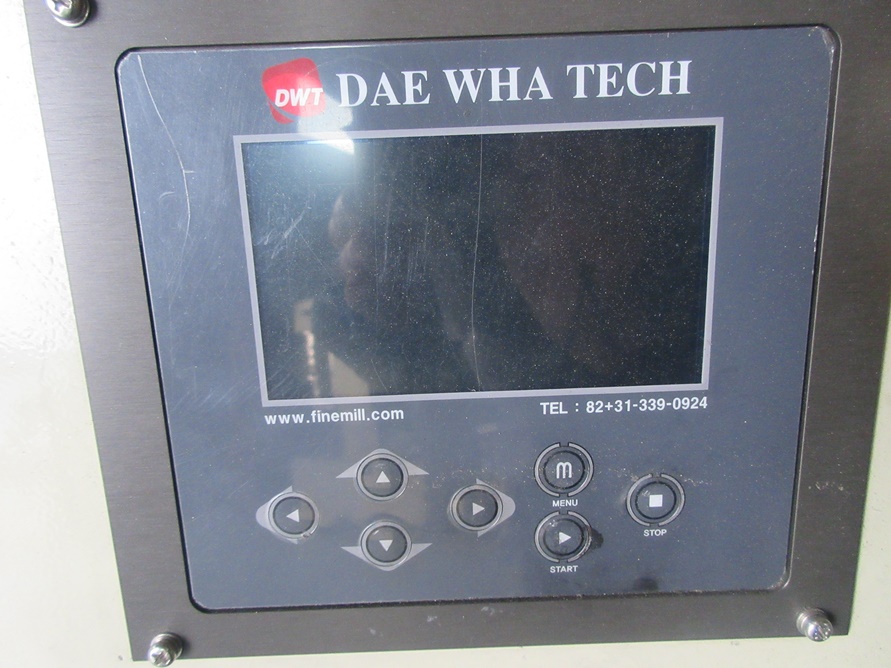 DWT DAE WHA TECH
www.finemill.com
TEL : 82+31-339-0924
m
MENU
STOP
START